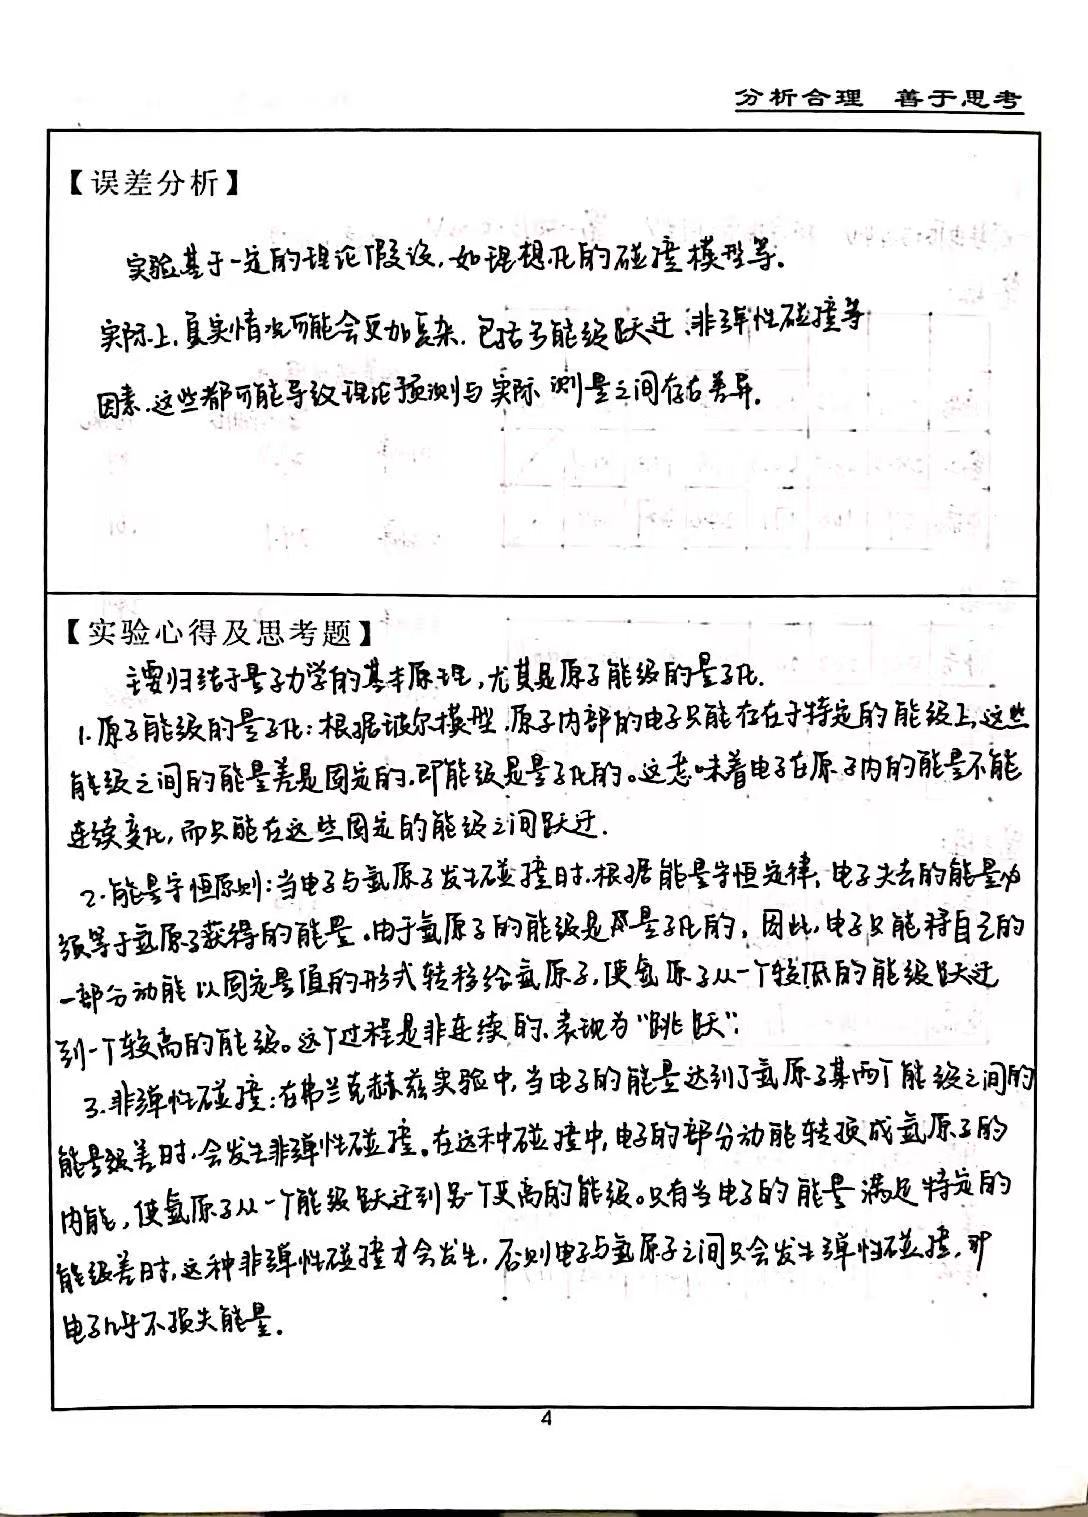 分析合理 善于思考
【误差分析】
实验基于一定的理论假设,如理想化的碰撞模型等.
实际上,真实情况可能会更加复杂.包括多能级跃迁、非弹性碰撞等
因素.这些都可能导致理论预测与实际测量之间存在差异.
【实验心得及思考题】
主要归结于量子力学的基本原理,尤其是原子能级的量子化.
1.原子能级的量子化:根据玻尔模型,原子内部的电子只能存在于特定的能级上,这些
能级之间的能量差是固定的.即能级是量子化的。这意味着电子在原子内的能量不能
连续变化,而只能在这些固定的能级之间跃迁.
2.能量守恒原则:当电子与氩原子发生碰撞时.根据能量守恒定律,电子失去的能量必
须等于氩原子获得的能量.由于氩原子的能级是量子化的,因此,电子只能将自己的
一部分动能以固定量值的形式转移给氩原子,使氩原子从一个较低的能级跃迁
到一个较高的能级。这个过程是非连续的.表现为“跳跃”.
3.非弹性碰撞:在弗兰克赫兹实验中,当电子的能量达到了氩原子某两个能级之间的
能量级差时,会发生非弹性碰撞。在这种碰撞中,电子的部分动能转换成氩原子的
内能,使氩原子从一个能级跃迁到另一个更高的能级。只有当电子的能量满足特定的
能级差时,这种非弹性碰撞才会发生,否则电子与氩原子之间只会发生弹性碰撞,即
电子几乎不损失能量.
4